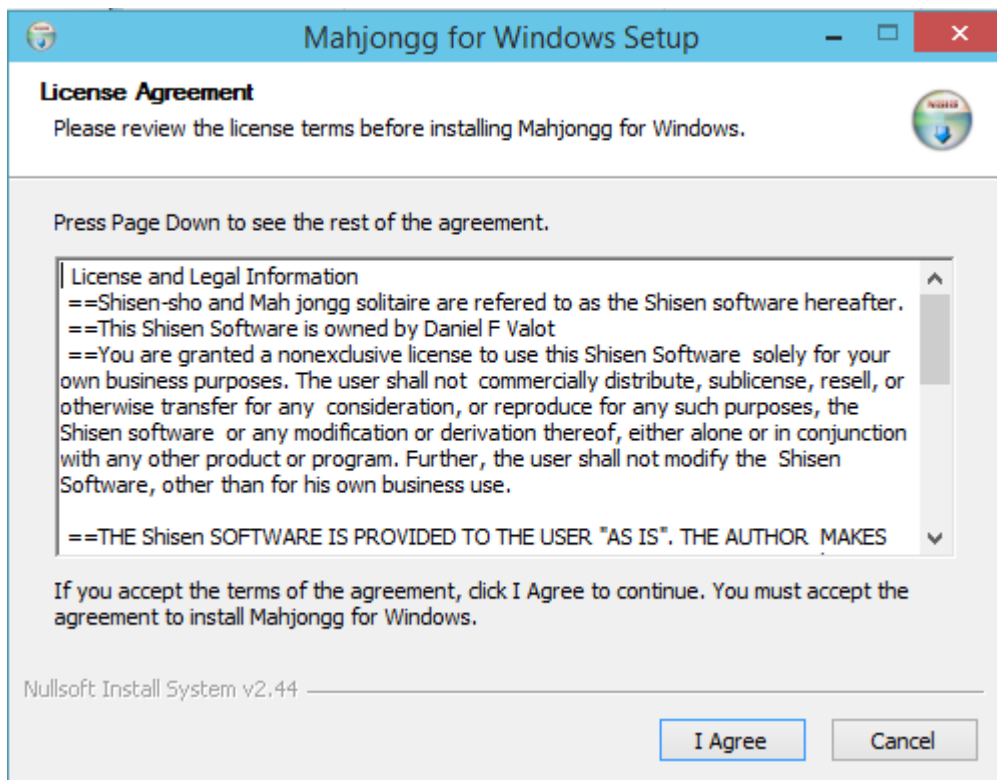 Mahjongg for Windows Setup
License Agreement
Please review the license terms before installing Mahjongg for Windows.
Press Page Down to see the rest of the agreement.
License and Legal Information
==Shisen-sho and Mah jongg solitaire are refered to as the Shisen software hereafter.
==This Shisen Software is owned by Daniel F Valot
==You are granted a nonexclusive license to use this Shisen Software solely for your
own business purposes. The user shall not commercially distribute, sublicense, resell, or
otherwise transfer for any consideration, or reproduce for any such purposes, the
Shisen software or any modification or derivation thereof, either alone or in conjunction
with any other product or program. Further, the user shall not modify the Shisen
Software, other than for his own business use.
==THE Shisen SOFTWARE IS PROVIDED TO THE USER "AS IS". THE AUTHOR MAKES
If you accept the terms of the agreement, click I Agree to continue. You must accept the
agreement to install Mahjongg for Windows.
Nullsoft Install System v2.44
I Agree
Cancel